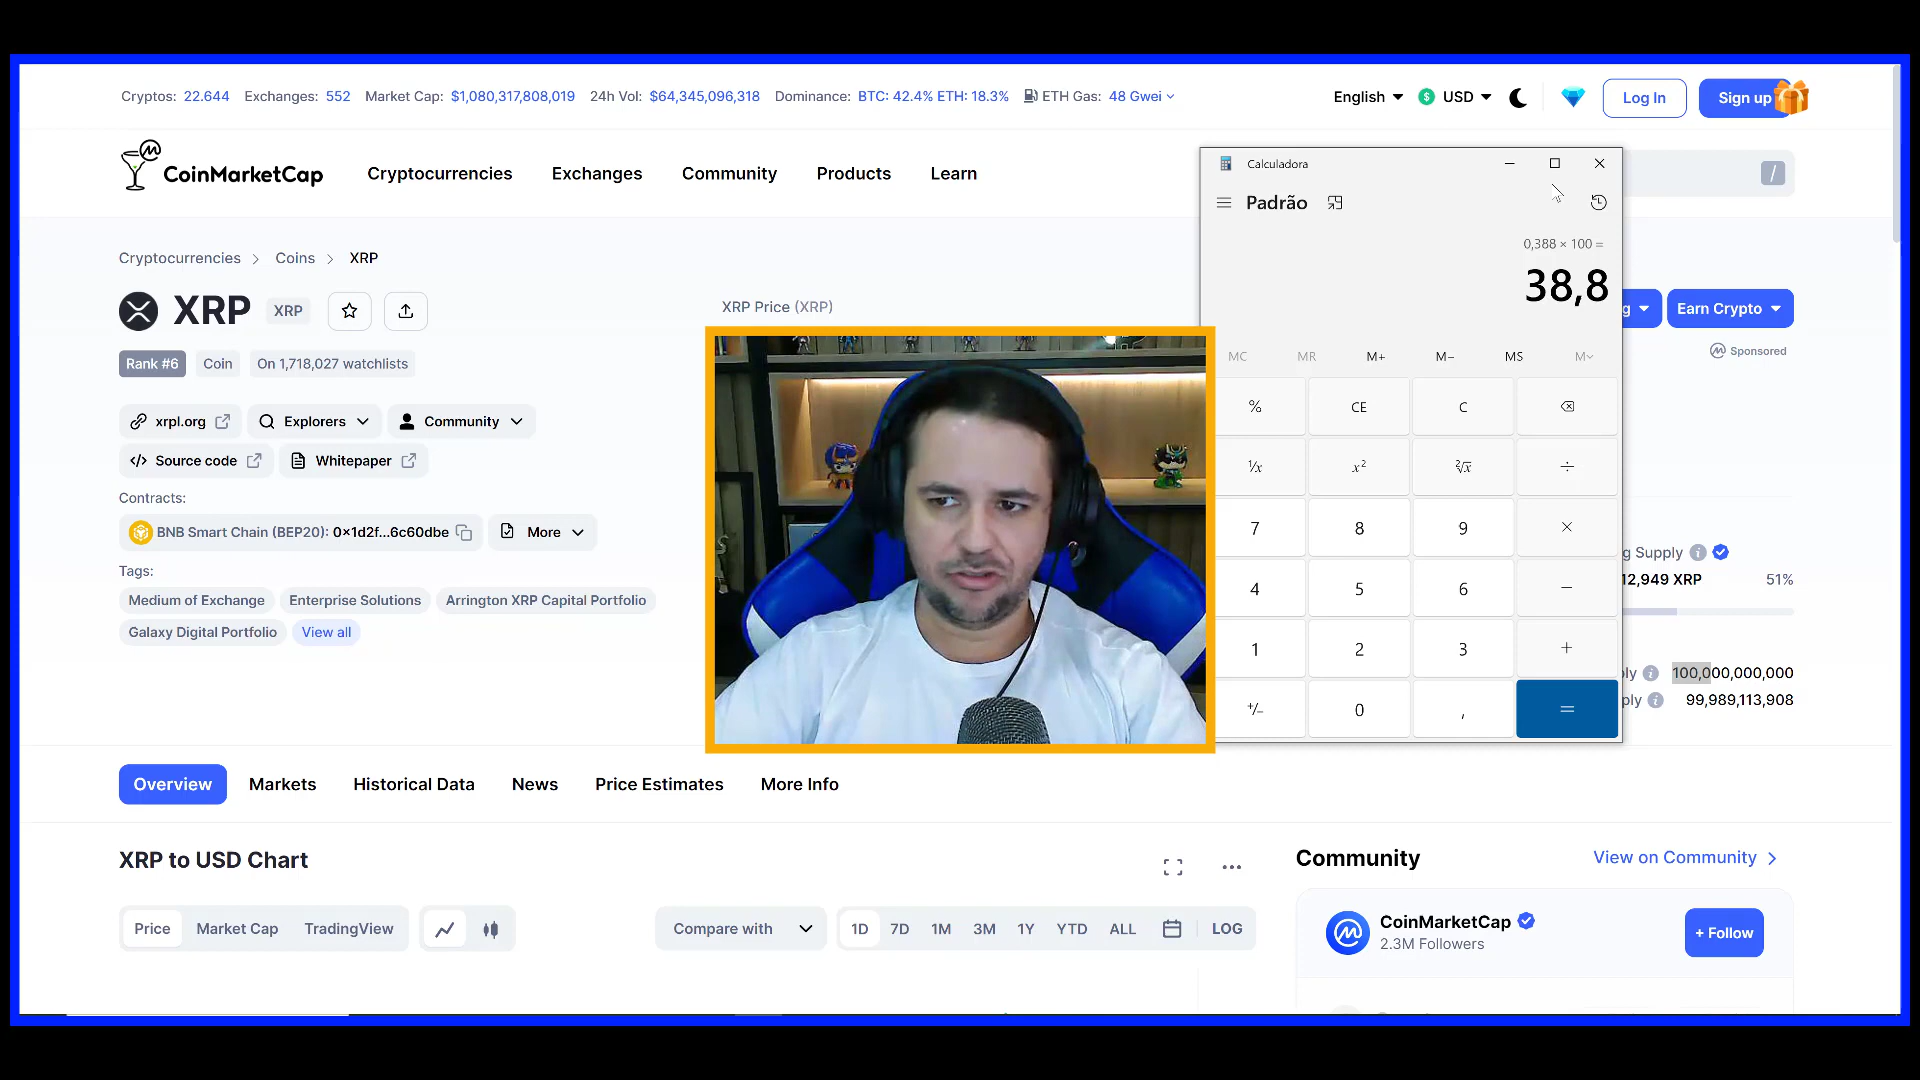 Cryptos: 22.644 Exchanges: 552 Market Cap: $1,080,317,808,019 24h Vol: $64,345,096,318 Dominance: BTC: 42.4% ETH: 18.3% ETH Gas: 48 Gwei
English USD Log In Sign up
CoinMarketCap Cryptocurrencies Exchanges Community Products Learn /
Cryptocurrencies > Coins > XRP
XRP XRP
Rank #6 Coin On 1,718,027 watchlists
xrpl.org Explorers Community
Source code Whitepaper
Contracts:
BNB Smart Chain (BEP20): 0x1d2f...6c60dbe More
Tags:
Medium of Exchange Enterprise Solutions Arrington XRP Capital Portfolio
Galaxy Digital Portfolio View all
XRP Price (XRP)
Calculadora
Padrão
0,388 × 100 =
38,8
MC MR M+ M− MS M
% CE C
¹/x x² ²√x ÷
7 8 9 ×
4 5 6 −
1 2 3 +
+/− 0 , =
g Earn Crypto
Sponsored
g Supply
12,949 XRP 51%
ply 100,000,000,000
ply 99,989,113,908
Overview Markets Historical Data News Price Estimates More Info
XRP to USD Chart
Price Market Cap TradingView Compare with 1D 7D 1M 3M 1Y YTD ALL LOG
Community View on Community >
CoinMarketCap
2.3M Followers
+ Follow